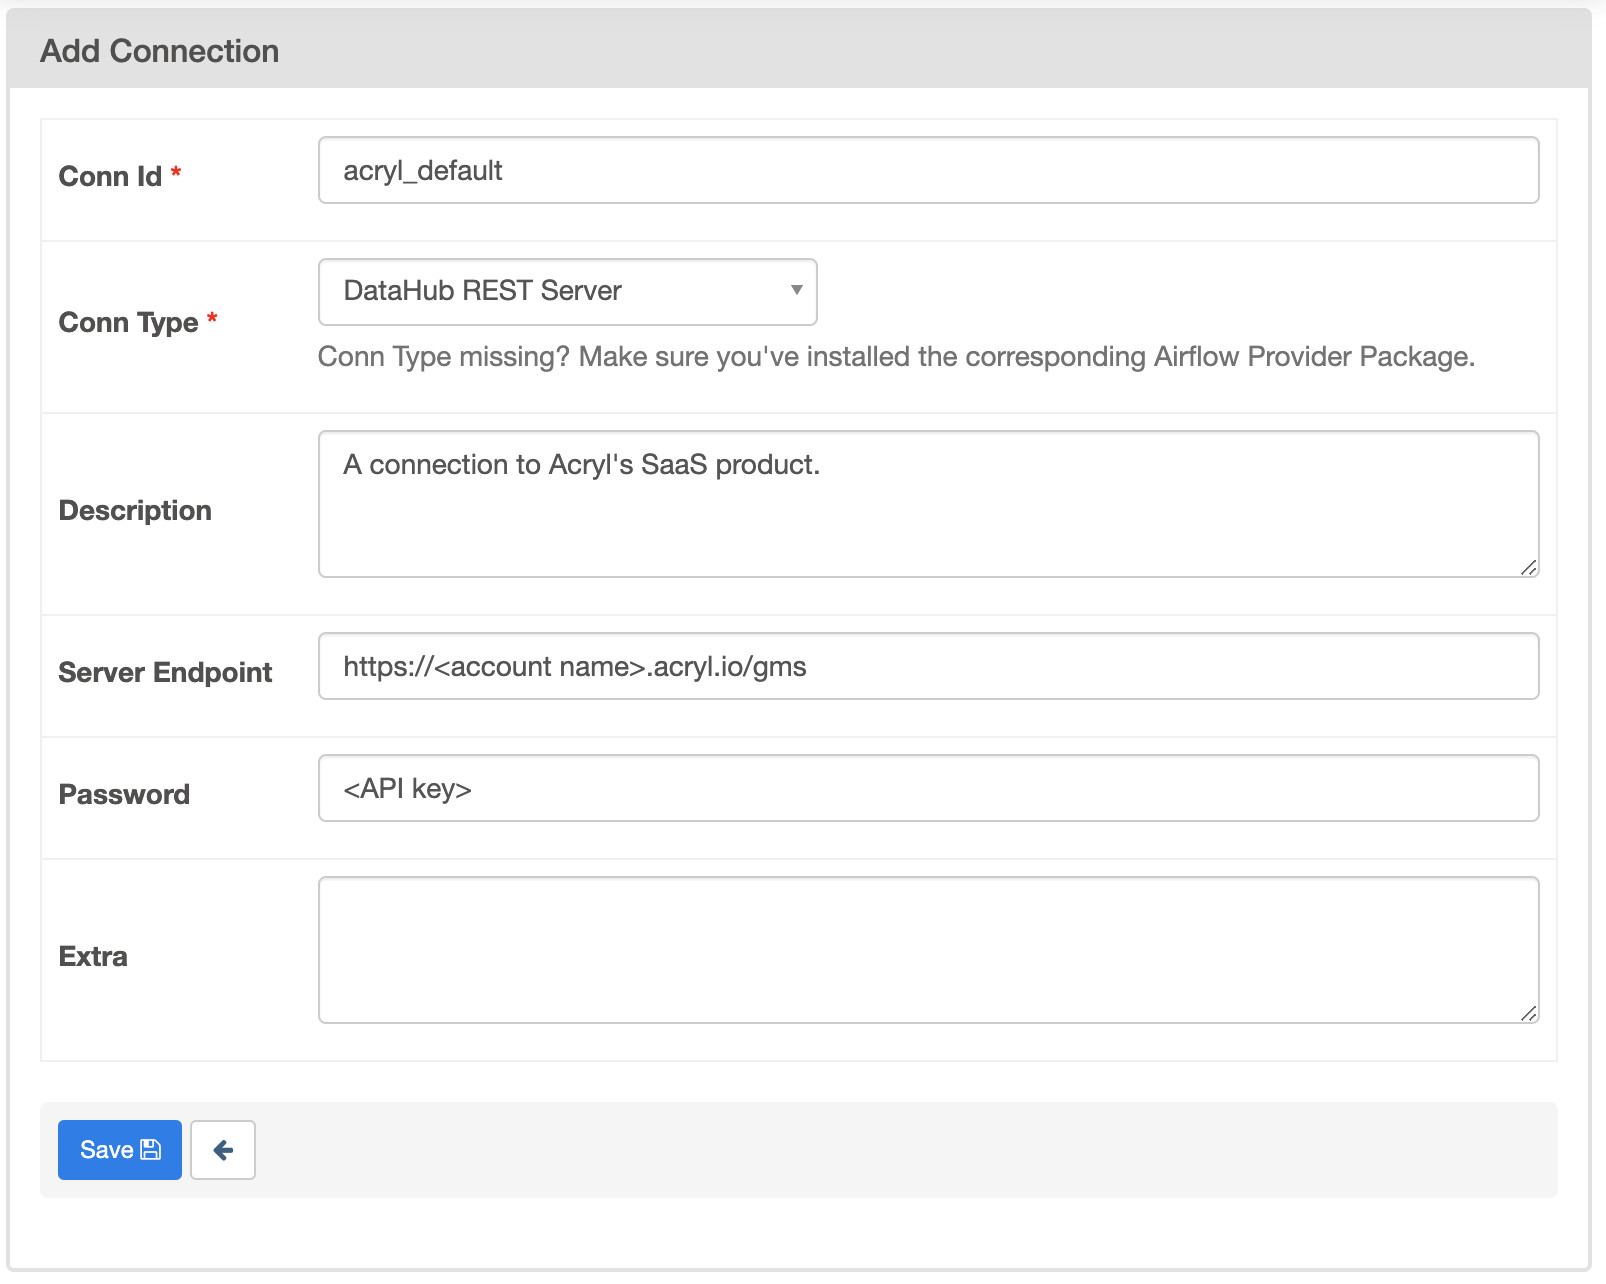 Add Connection
Conn Id *
acryl_default
Conn Type *
DataHub REST Server
Conn Type missing? Make sure you've installed the corresponding Airflow Provider Package.
Description
A connection to Acryl's SaaS product.
Server Endpoint
https://<account name>.acryl.io/gms
Password
<API key>
Extra
Save